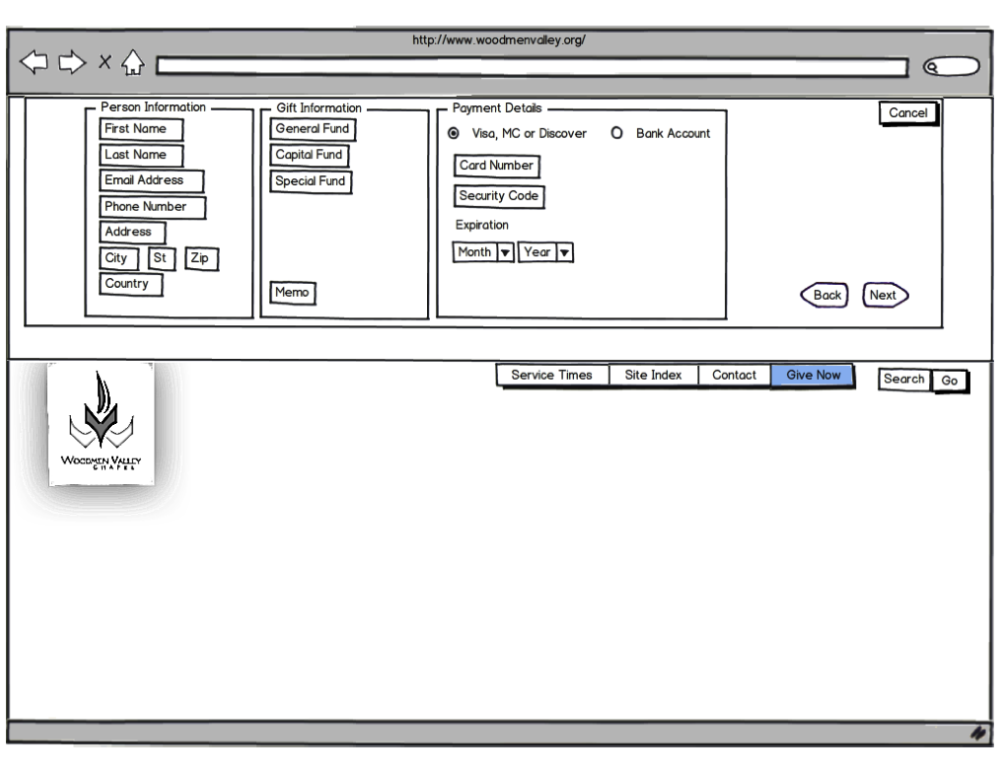 http://www.woodmenvalley.org/
Person Information
First Name
Last Name
Email Address
Phone Number
Address
City St Zip
Country
Gift Information
General Fund
Capital Fund
Special Fund
Memo
Payment Details
Visa, MC or Discover Bank Account
Card Number
Security Code
Expiration
Month Year
Cancel
Back Next
Service Times Site Index Contact Give Now Search Go
WOODMEN VALLEY
CHAPEL